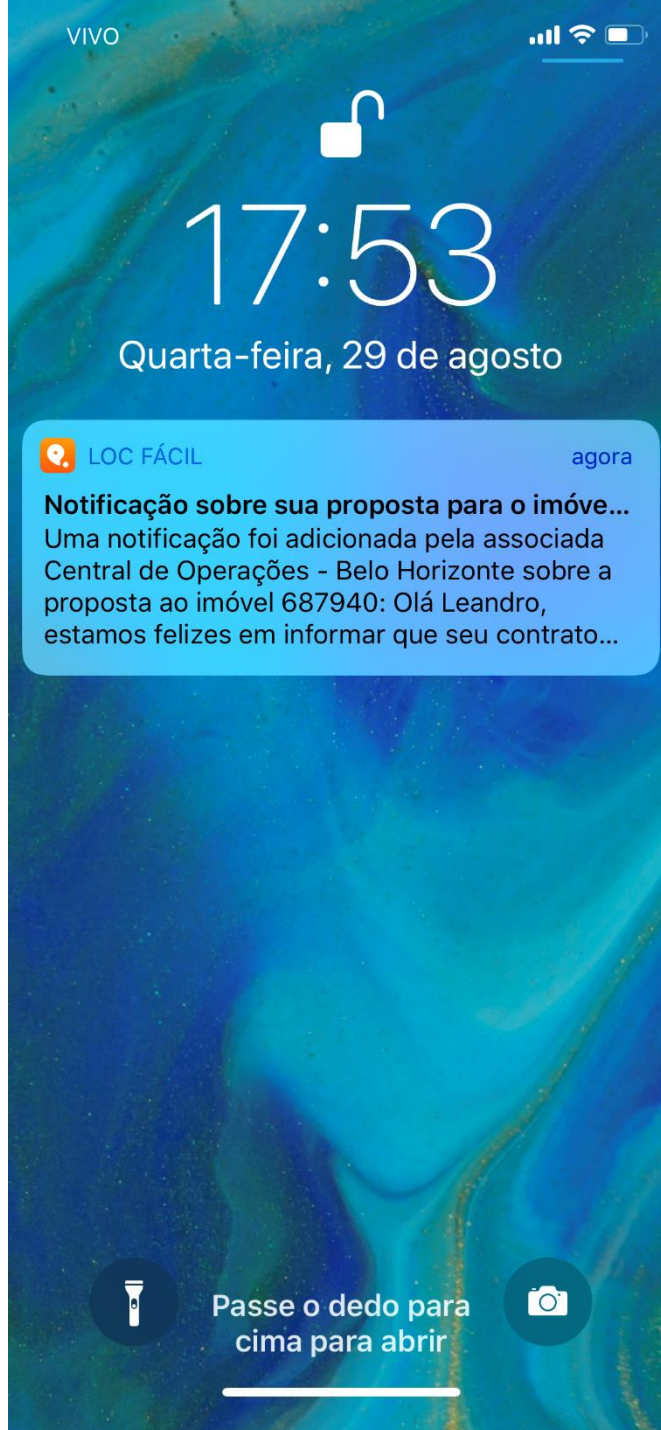 VIVO
17:53
Quarta-feira, 29 de agosto
LOC FÁCIL agora
Notificação sobre sua proposta para o imóve...
Uma notificação foi adicionada pela associada
Central de Operações - Belo Horizonte sobre a
proposta ao imóvel 687940: Olá Leandro,
estamos felizes em informar que seu contrato...
Passe o dedo para
cima para abrir